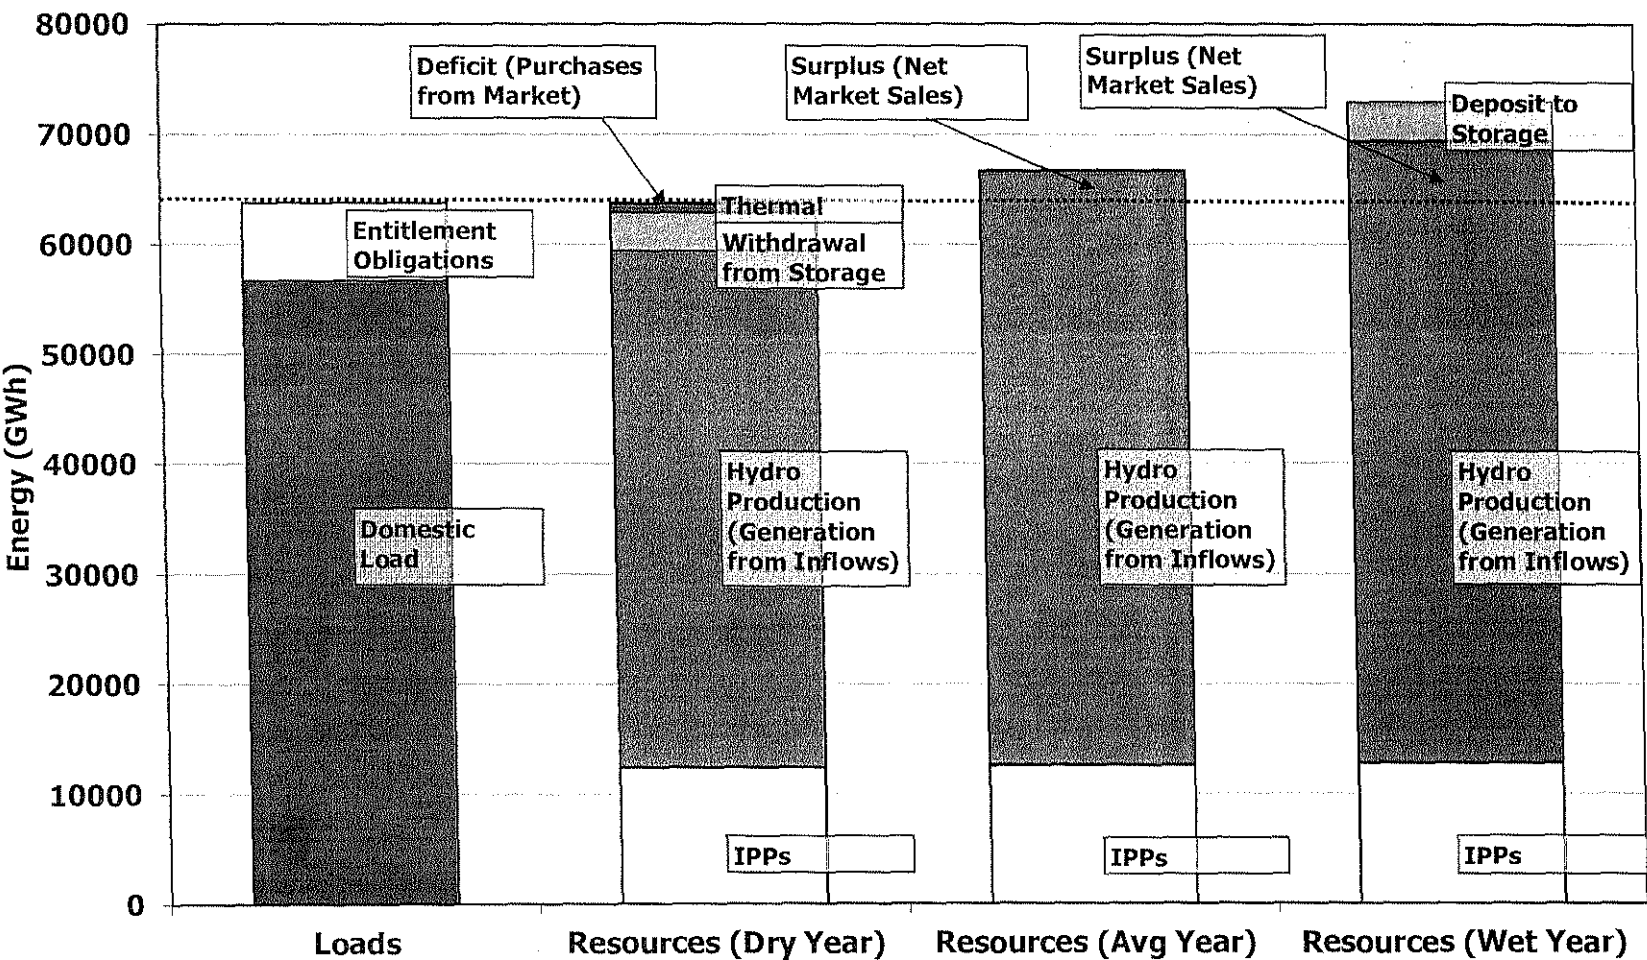 80000
70000
60000
50000
40000
30000
20000
10000
0
Energy (GWh)
Deficit (Purchases
from Market)
Surplus (Net
Market Sales)
Surplus (Net
Market Sales)
Deposit to
Storage
Entitlement
Obligations
Thermal
Withdrawal
from Storage
Domestic
Load
Hydro
Production
(Generation
from Inflows)
Hydro
Production
(Generation
from Inflows)
Hydro
Production
(Generation
from Inflows)
IPPs
IPPs
IPPs
Loads
Resources (Dry Year)
Resources (Avg Year)
Resources (Wet Year)